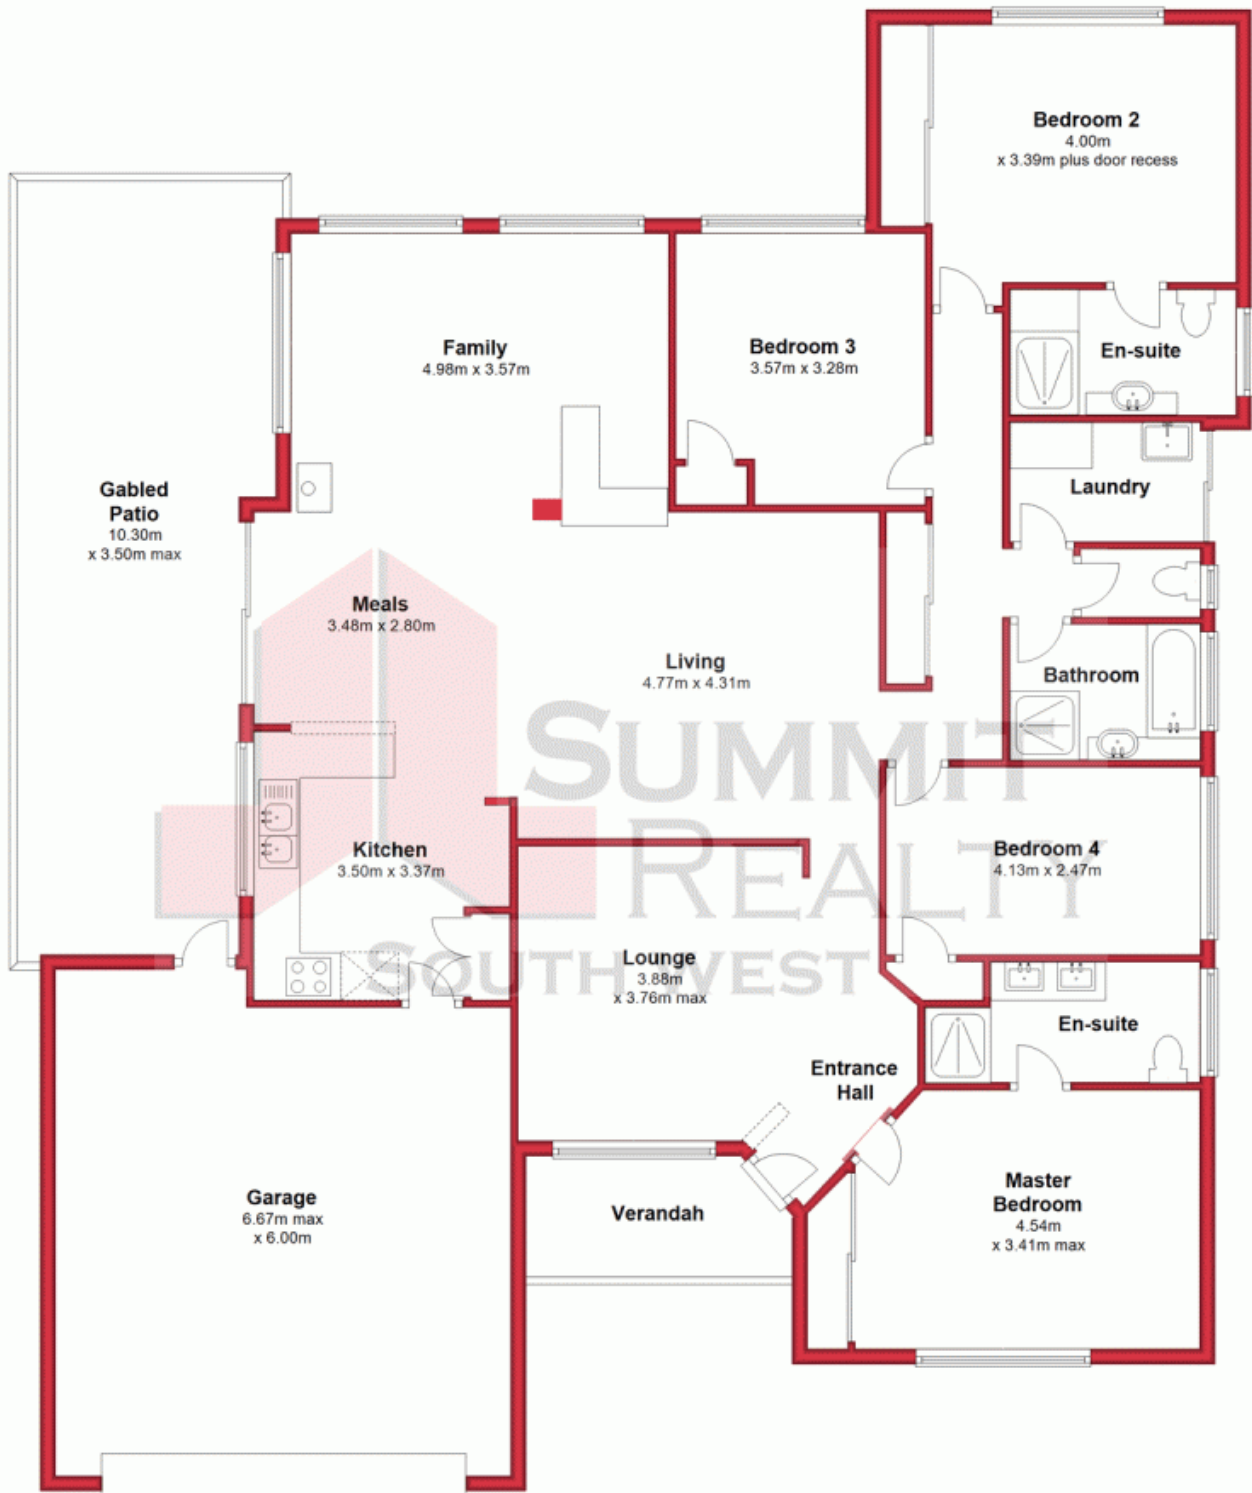 Bedroom 2
4.00m
x 3.39m plus door recess
Family
4.98m x 3.57m
Bedroom 3
3.57m x 3.28m
En-suite
Gabled
Patio
10.30m
x 3.50m max
Laundry
Meals
3.48m x 2.80m
Living
4.77m x 4.31m
Bathroom
SUMMIT
REALTY
SOUTH WEST
Kitchen
3.50m x 3.37m
Bedroom 4
4.13m x 2.47m
Lounge
3.88m
x 3.76m max
En-suite
Entrance
Hall
Garage
6.67m max
x 6.00m
Verandah
Master
Bedroom
4.54m
x 3.41m max